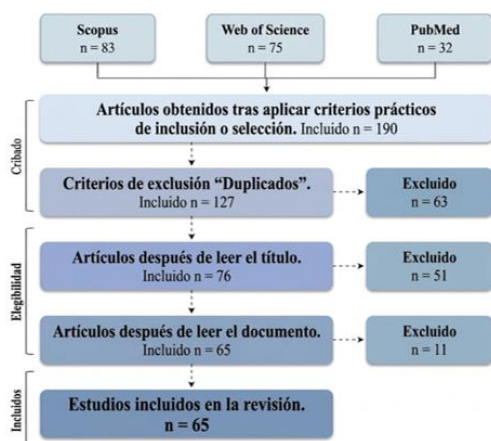 Scopus
n = 83
Web of Science
n = 75
PubMed
n = 32
Cribado
Artículos obtenidos tras aplicar criterios prácticos
de inclusión o selección. Incluido n = 190
Criterios de exclusión “Duplicados”.
Incluido n = 127
Excluido
n = 63
Elegibilidad
Artículos después de leer el título.
Incluido n = 76
Excluido
n = 51
Artículos después de leer el documento.
Incluido n = 65
Excluido
n = 11
Incluidos
Estudios incluidos en la revisión.
n = 65